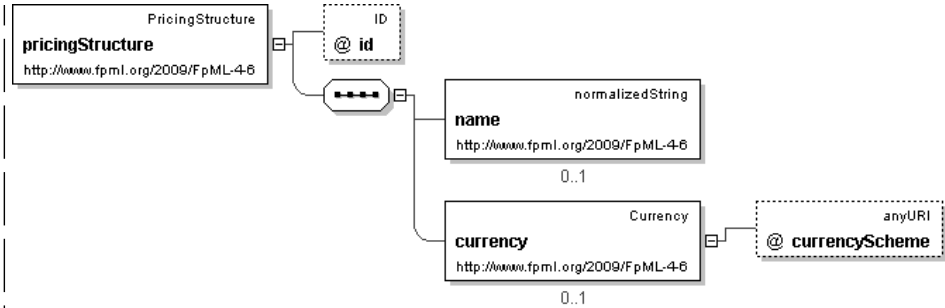 PricingStructure
pricingStructure
http://www.fpml.org/2009/FpML-4-6
ID
@ id
normalizedString
name
http://www.fpml.org/2009/FpML-4-6
0..1
Currency
currency
http://www.fpml.org/2009/FpML-4-6
0..1
anyURI
@ currencyScheme